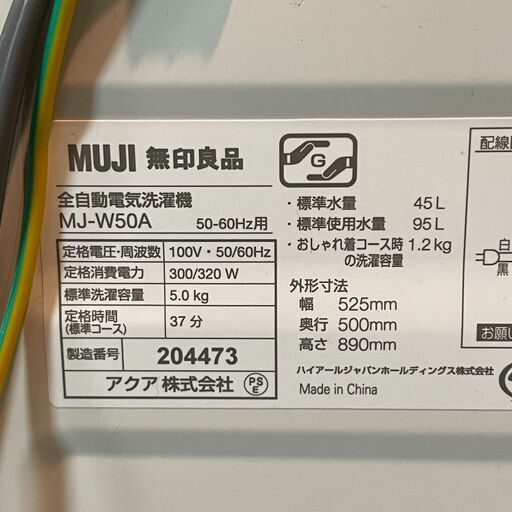 MUJI 無印良品
全自動電気洗濯機
MJ-W50A 50-60Hz用
定格電圧・周波数 100V・50/60Hz
定格消費電力 300/320 W
標準洗濯容量 5.0 kg
定格時間 37 分
(標準コース)
製造番号 204473
アクア株式会社 PS E
G
・標準水量 45 L
・標準使用水量 95 L
・おしゃれ着コース時 1.2 kg
の洗濯容量
外形寸法
幅 525mm
奥行 500mm
高さ 890mm
ハイアールジャパンホールディングス株式会社
Made in China
配線
白
黒
お願い